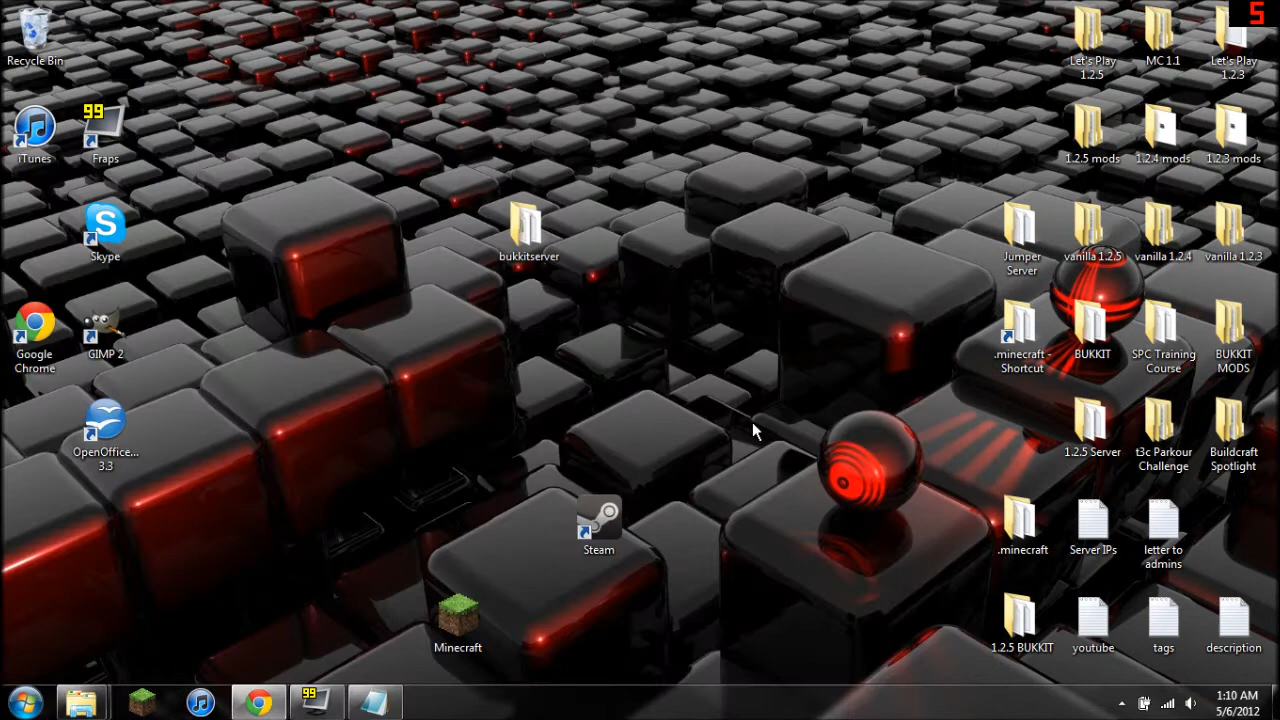 5
Recycle Bin
Let's Play
1.2.5
MC 1.1
Let's Play
1.2.3
99
iTunes
Fraps
1.2.5 mods
1.2.4 mods
1.2.3 mods
S
Skype
bukkitserver
Jumper
Server
vanilla 1.2.5
vanilla 1.2.4
vanilla 1.2.3
Google
Chrome
GIMP 2
.minecraft -
Shortcut
BUKKIT
SPC Training
Course
BUKKIT
MODS
OpenOffice...
3.3
1.2.5 Server
t3c Parkour
Challenge
Buildcraft
Spotlight
Steam
.minecraft
Server IPs
letter to
admins
Minecraft
1.2.5 BUKKIT
youtube
tags
description
99
1:10 AM
5/6/2012